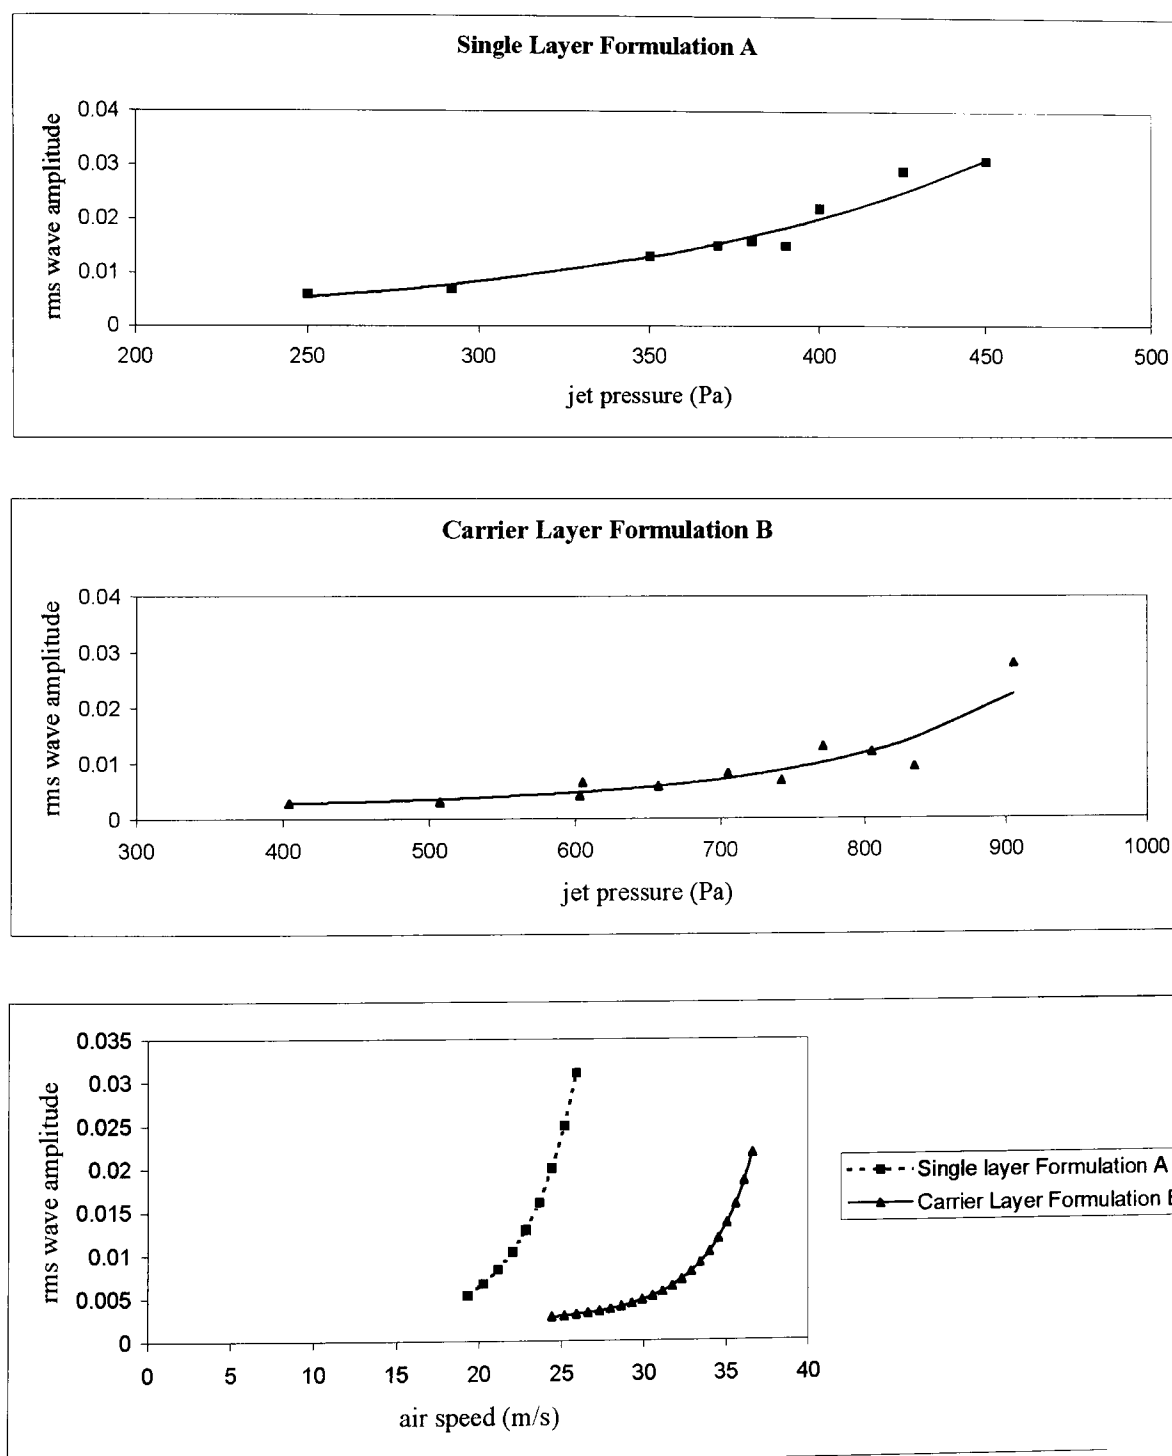 Single Layer Formulation A
rms wave amplitude
0.04
0.03
0.02
0.01
0
200 250 300 350 400 450 500
jet pressure (Pa)
Carrier Layer Formulation B
rms wave amplitude
0.04
0.03
0.02
0.01
0
300 400 500 600 700 800 900 1000
jet pressure (Pa)
rms wave amplitude
0.035
0.03
0.025
0.02
0.015
0.01
0.005
0
0 5 10 15 20 25 30 35 40
air speed (m/s)
Single layer Formulation A
Carrier Layer Formulation B